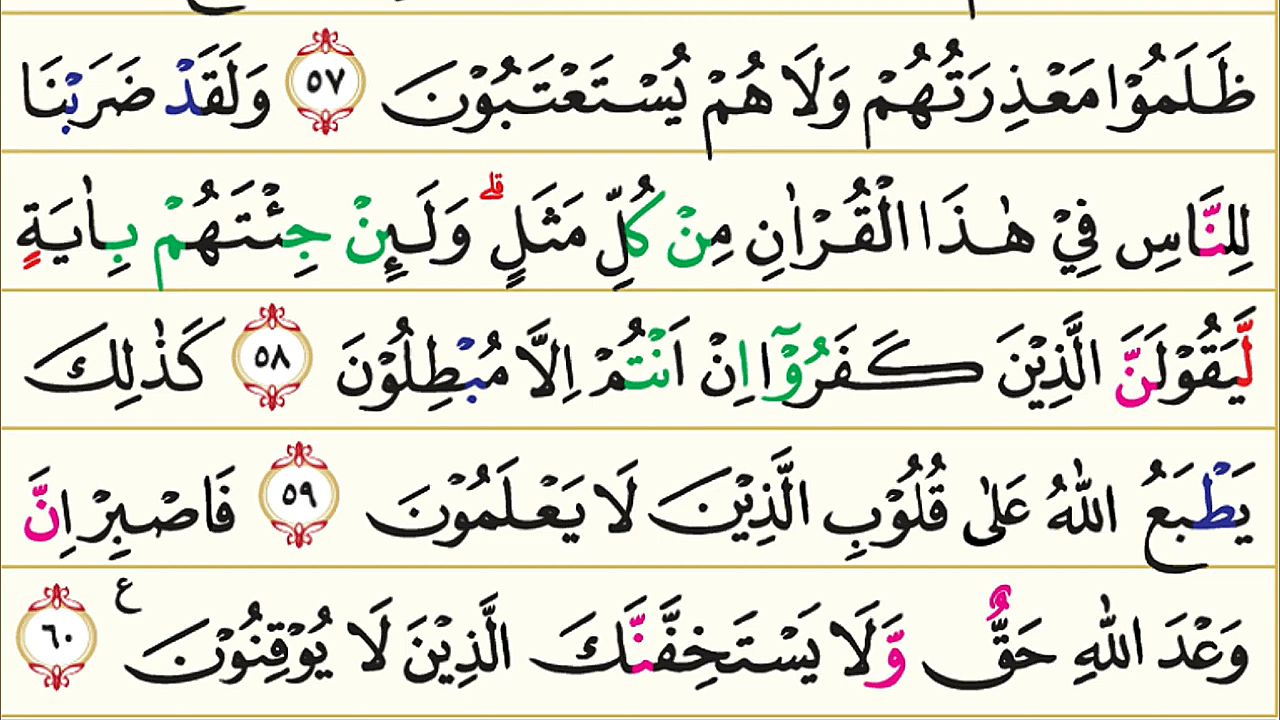 ظَلَمُوْا مَعْذِرَتُهُمْ وَلَا هُمْ يُسْتَعْتَبُوْنَ ٥٧ وَلَقَدْ ضَرَبْنَا
لِلنَّاسِ فِيْ هٰذَا الْقُرْاٰنِ مِنْ كُلِّ مَثَلٍ ۗ وَلَىِٕنْ جِئْتَهُمْ بِاٰيَةٍ
لَّيَقُوْلَنَّ الَّذِيْنَ كَفَرُوْٓا اِنْ اَنْتُمْ اِلَّا مُبْطِلُوْنَ ٥٨ كَذٰلِكَ
يَطْبَعُ اللّٰهُ عَلٰى قُلُوْبِ الَّذِيْنَ لَا يَعْلَمُوْنَ ٥٩ فَاصْبِرْ اِنَّ
وَعْدَ اللّٰهِ حَقٌّ وَّلَا يَسْتَخِفَّنَّكَ الَّذِيْنَ لَا يُوْقِنُوْنَ ع ٦٠